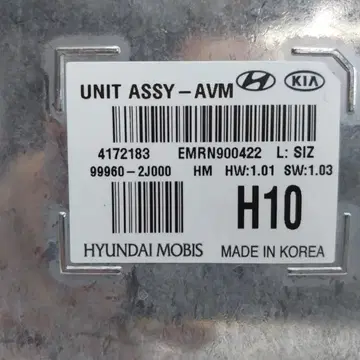 UNIT ASSY-AVM KIA
4172183 EMRN900422 L: SIZ
99960-2J000 HM HW:1.01 SW:1.03
H10
HYUNDAI MOBIS MADE IN KOREA